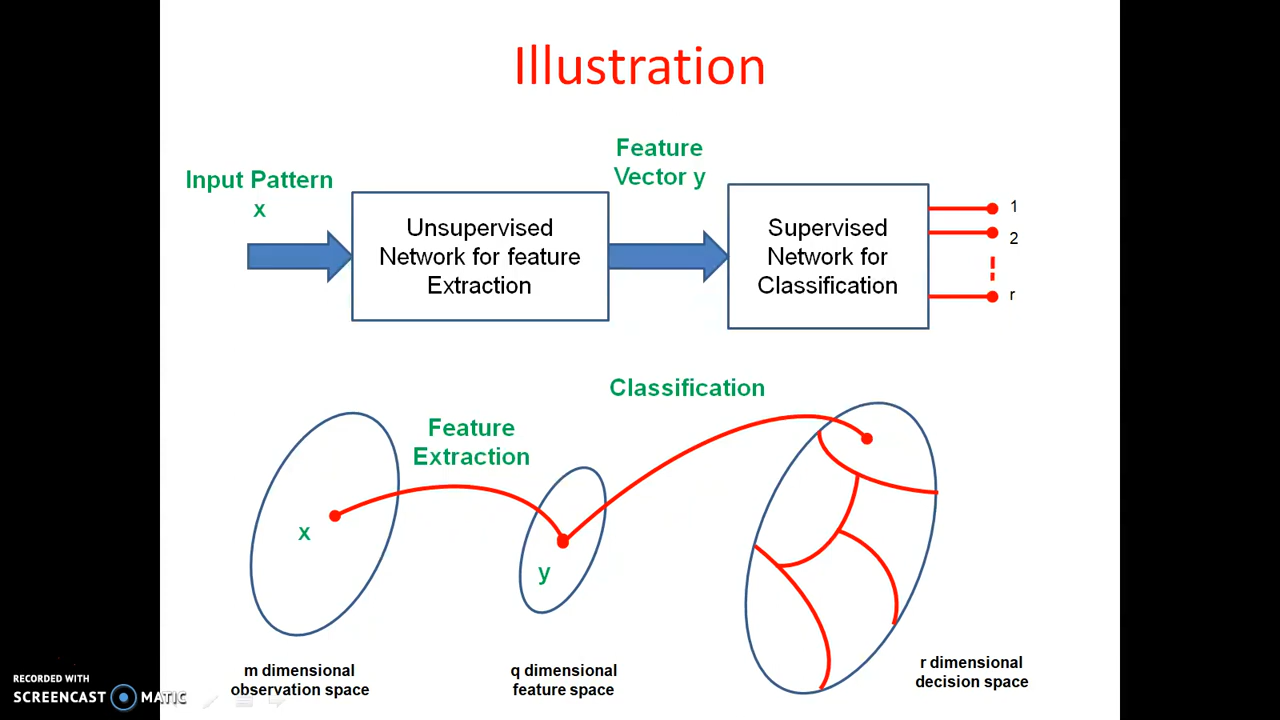 Illustration
Feature
Vector y
Input Pattern
x
Unsupervised
Network for feature
Extraction
Supervised
Network for
Classification
1
2
r
Classification
Feature
Extraction
x
y
m dimensional
observation space
q dimensional
feature space
r dimensional
decision space
RECORDED WITH
SCREENCAST MATIC